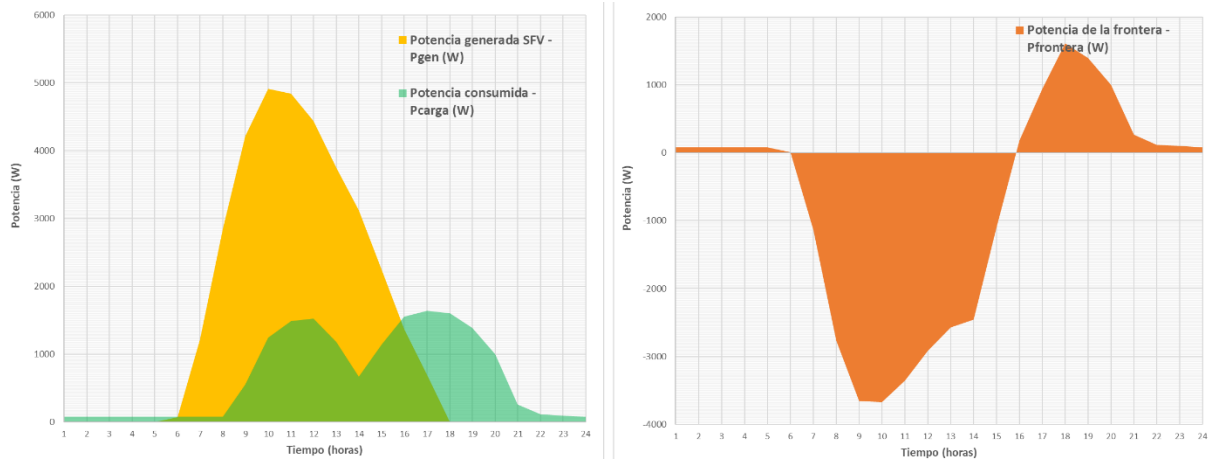 6000
5000
4000
3000
2000
1000
0
Potencia (W)
Potencia generada SFV -
Pgen (W)
Potencia consumida -
Pcarga (W)
1 2 3 4 5 6 7 8 9 10 11 12 13 14 15 16 17 18 19 20 21 22 23 24
Tiempo (horas)
2000
1000
0
-1000
-2000
-3000
-4000
Potencia (W)
Potencia de la frontera -
Pfrontera (W)
1 2 3 4 5 6 7 8 9 10 11 12 13 14 15 16 17 18 19 20 21 22 23 24
Tiempo (horas)